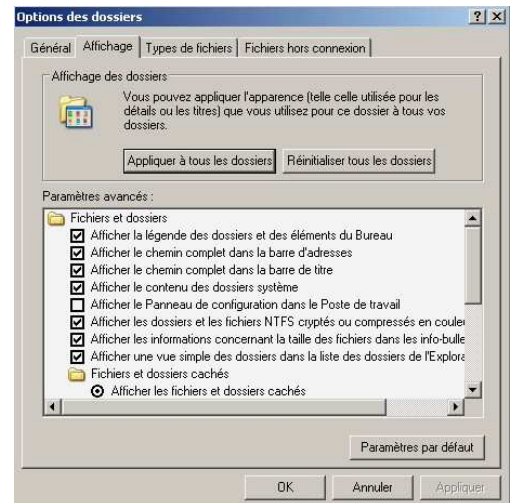 Options des dossiers
Général Affichage Types de fichiers Fichiers hors connexion
Affichage des dossiers
Vous pouvez appliquer l'apparence (telle celle utilisée pour les
détails ou les titres) que vous utilisez pour ce dossier à tous vos
dossiers.
Appliquer à tous les dossiers Réinitialiser tous les dossiers
Paramètres avancés :
Fichiers et dossiers
Afficher la légende des dossiers et des éléments du Bureau
Afficher le chemin complet dans la barre d'adresses
Afficher le chemin complet dans la barre de titre
Afficher le contenu des dossiers système
Afficher le Panneau de configuration dans le Poste de travail
Afficher les dossiers et les fichiers NTFS cryptés ou compressés en couleu
Afficher les informations concernant la taille des fichiers dans les info-bulle
Afficher une vue simple des dossiers dans la liste des dossiers de l'Explora
Fichiers et dossiers cachés
Afficher les fichiers et dossiers cachés
Paramètres par défaut
OK Annuler Appliquer